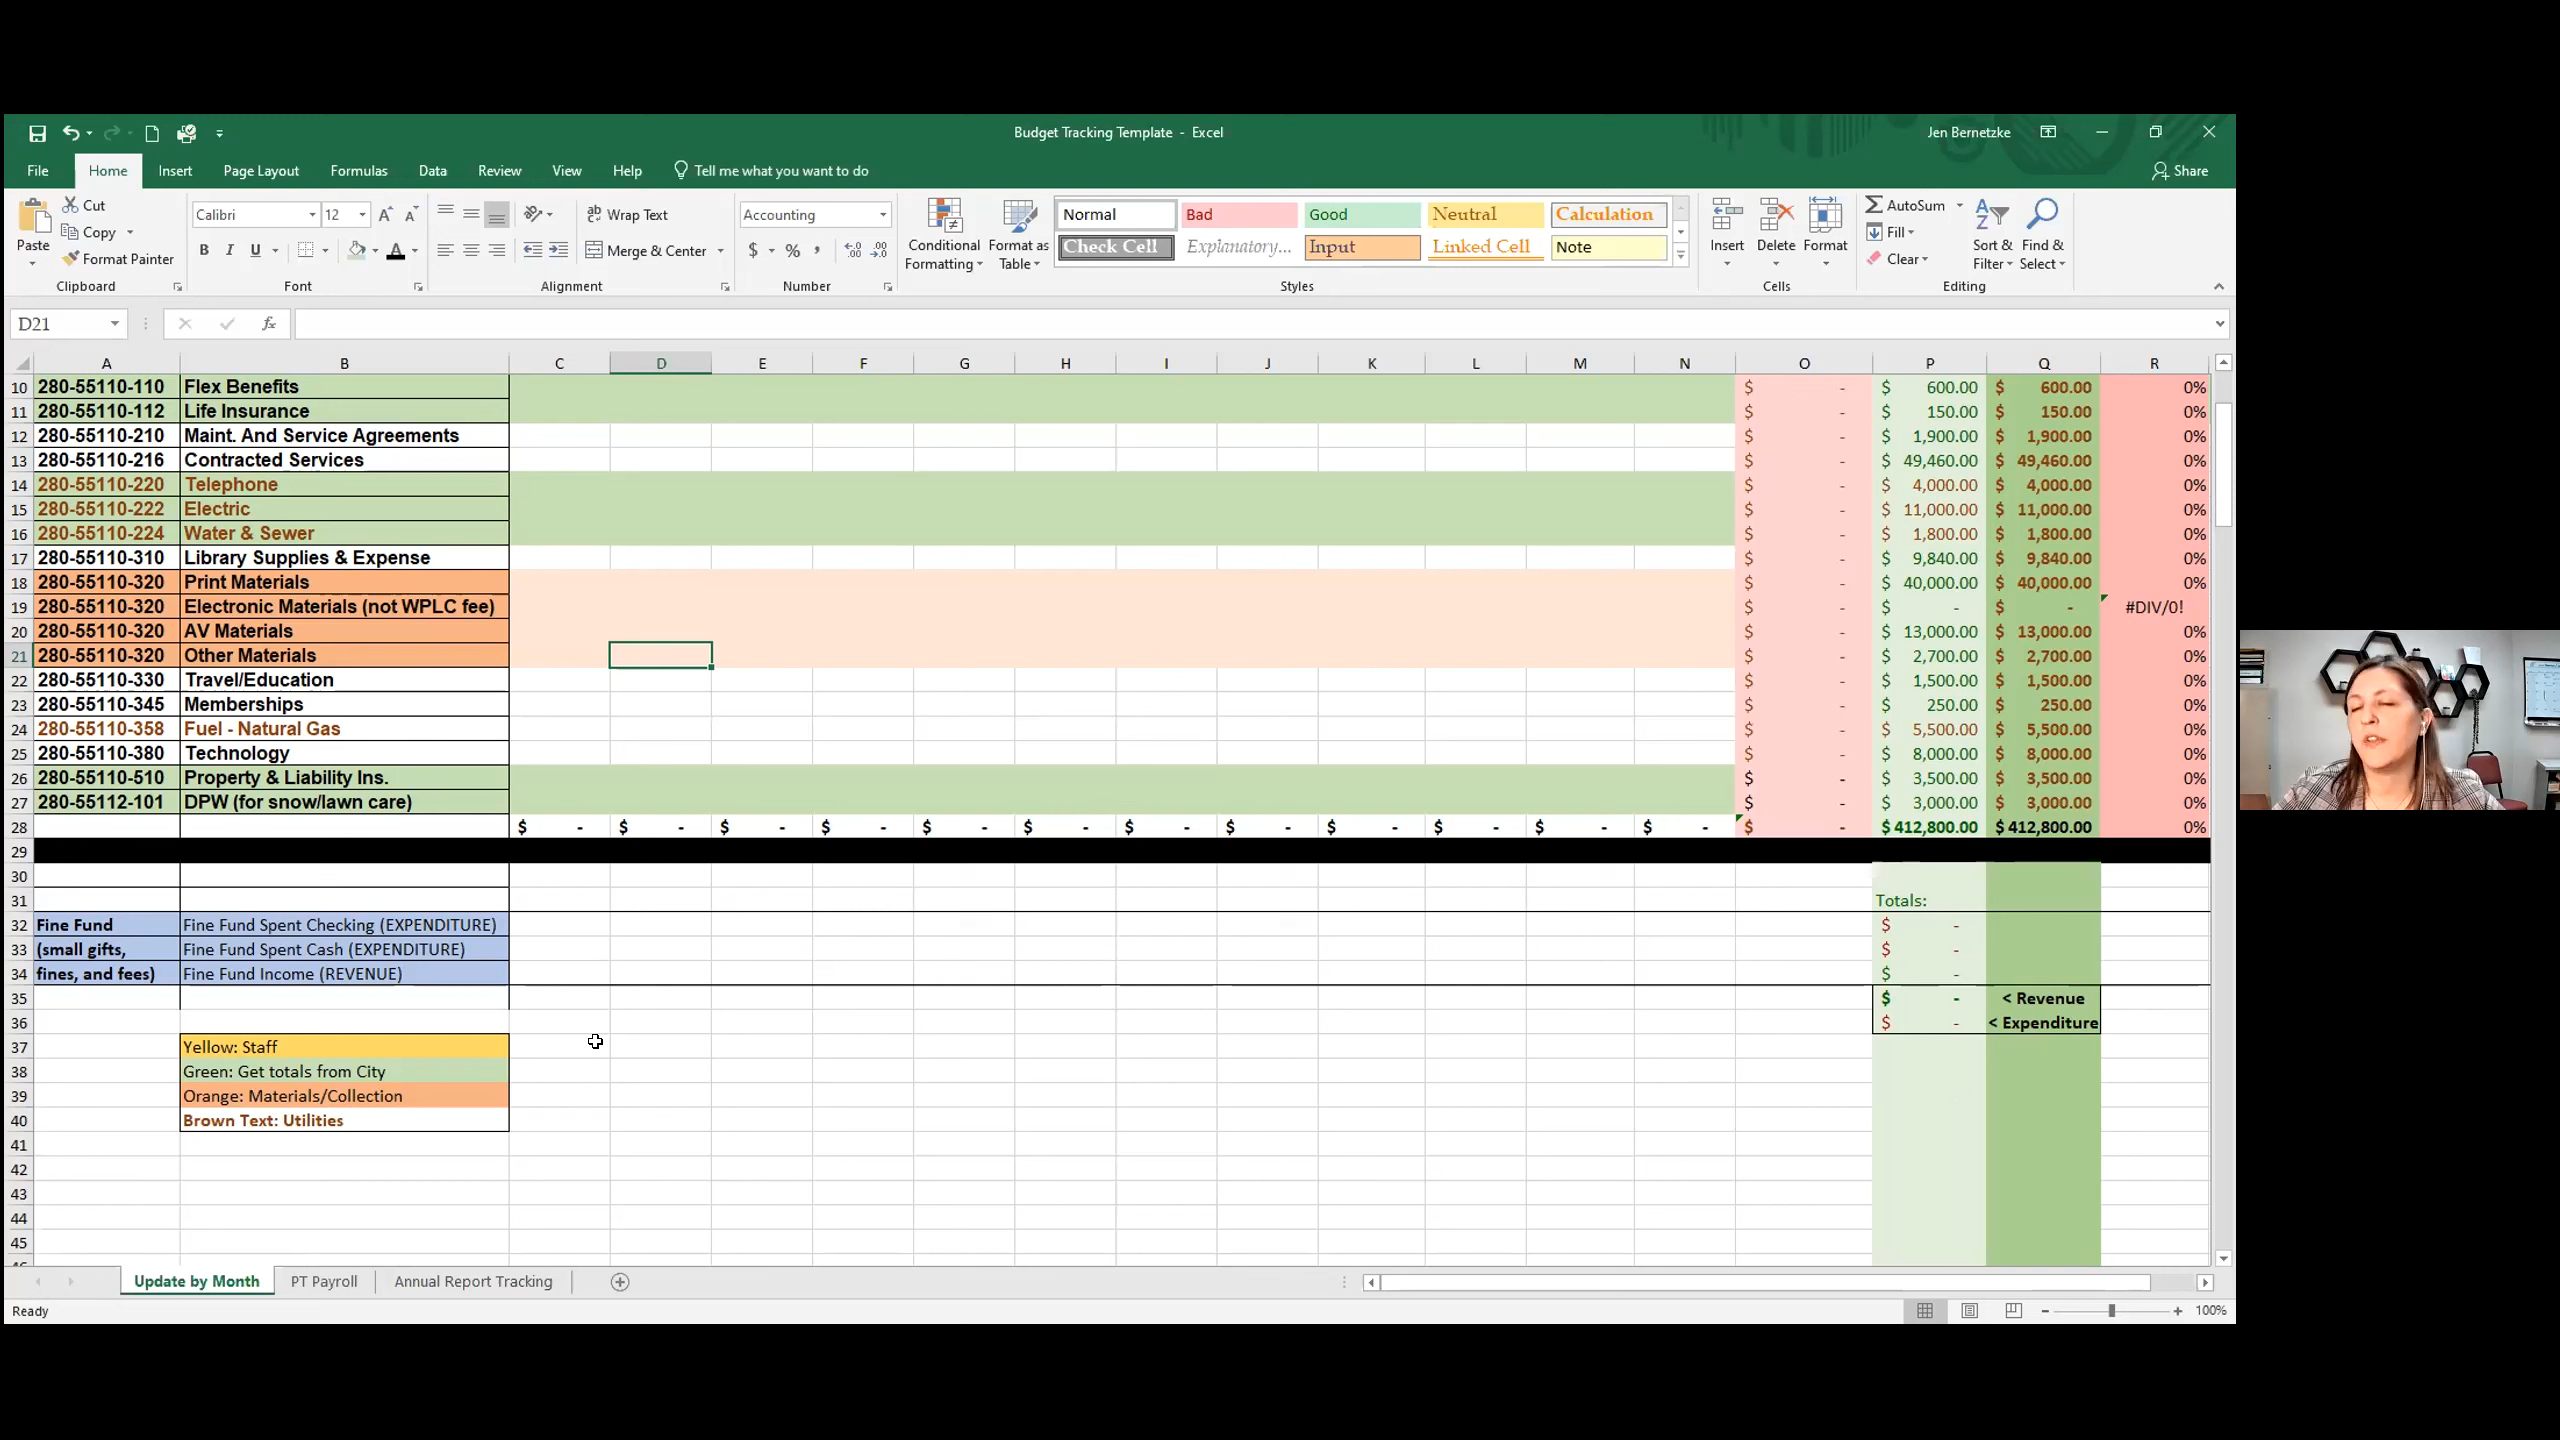 Budget Tracking Template - Excel
Jen Bernetzke
File Home Insert Page Layout Formulas Data Review View Help Tell me what you want to do Share
Cut
Copy
Format Painter
Paste
Clipboard
Calibri 12
B I U
Font
Wrap Text
Merge & Center
Alignment
Accounting
$ % ,
Number
Conditional Formatting
Format as Table
Normal Bad Good Neutral Calculation
Check Cell Explanatory... Input Linked Cell Note
Styles
Insert Delete Format
Cells
AutoSum
Fill
Clear
Sort & Filter
Find & Select
Editing
D21 fx
A B C D E F G H I J K L M N O P Q R
10 280-55110-110 Flex Benefits $ - $ 600.00 $ 600.00 0%
11 280-55110-112 Life Insurance $ - $ 150.00 $ 150.00 0%
12 280-55110-210 Maint. And Service Agreements $ - $ 1,900.00 $ 1,900.00 0%
13 280-55110-216 Contracted Services $ - $ 49,460.00 $ 49,460.00 0%
14 280-55110-220 Telephone $ - $ 4,000.00 $ 4,000.00 0%
15 280-55110-222 Electric $ - $ 11,000.00 $ 11,000.00 0%
16 280-55110-224 Water & Sewer $ - $ 1,800.00 $ 1,800.00 0%
17 280-55110-310 Library Supplies & Expense $ - $ 9,840.00 $ 9,840.00 0%
18 280-55110-320 Print Materials $ - $ 40,000.00 $ 40,000.00 0%
19 280-55110-320 Electronic Materials (not WPLC fee) $ - $ - $ - #DIV/0!
20 280-55110-320 AV Materials $ - $ 13,000.00 $ 13,000.00 0%
21 280-55110-320 Other Materials $ - $ 2,700.00 $ 2,700.00 0%
22 280-55110-330 Travel/Education $ - $ 1,500.00 $ 1,500.00 0%
23 280-55110-345 Memberships $ - $ 250.00 $ 250.00 0%
24 280-55110-358 Fuel - Natural Gas $ - $ 5,500.00 $ 5,500.00 0%
25 280-55110-380 Technology $ - $ 8,000.00 $ 8,000.00 0%
26 280-55110-510 Property & Liability Ins. $ - $ 3,500.00 $ 3,500.00 0%
27 280-55112-101 DPW (for snow/lawn care) $ - $ 3,000.00 $ 3,000.00 0%
28 $ - $ - $ - $ - $ - $ - $ - $ - $ - $ - $ - $ - $ - $ 412,800.00 $ 412,800.00 0%
29
30
31 Totals:
32 Fine Fund Fine Fund Spent Checking (EXPENDITURE) $ -
33 (small gifts, Fine Fund Spent Cash (EXPENDITURE) $ -
34 fines, and fees) Fine Fund Income (REVENUE) $ -
35 $ - < Revenue
36 $ - < Expenditure
37 Yellow: Staff
38 Green: Get totals from City
39 Orange: Materials/Collection
40 Brown Text: Utilities
41
42
43
44
45
Update by Month PT Payroll Annual Report Tracking
Ready 100%